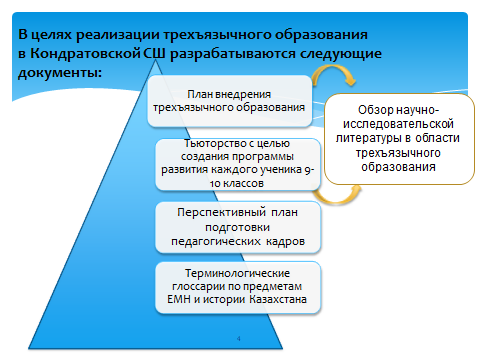 В целях реализации трехъязычного образования
в Кондратовской СШ разрабатываются следующие
документы:
План внедрения
трехъязычного образования
Тьюторство с целью
создания программы
развития каждого ученика 9-
10 классов
Перспективный план
подготовки
педагогических кадров
Терминологические
глоссарии по предметам
ЕМН и истории Казахстана
Обзор научно-
исследовательской
литературы в области
трехъязычного
образования
4